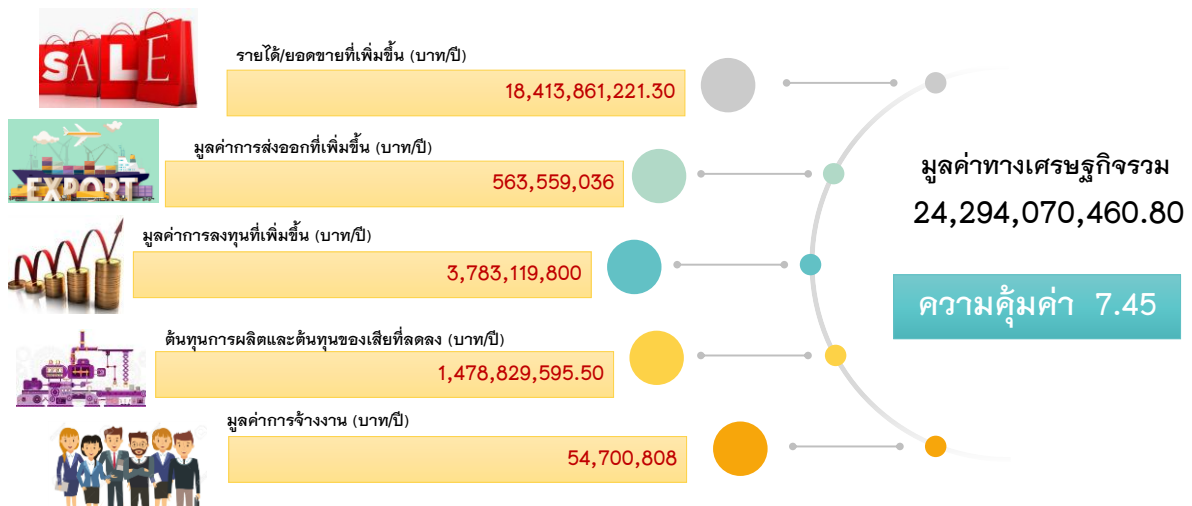 SALE
รายได้/ยอดขายที่เพิ่มขึ้น (บาท/ปี)
18,413,861,221.30
EXPORT
มูลค่าการส่งออกที่เพิ่มขึ้น (บาท/ปี)
563,559,036
มูลค่าการลงทุนที่เพิ่มขึ้น (บาท/ปี)
3,783,119,800
ต้นทุนการผลิตและต้นทุนของเสียที่ลดลง (บาท/ปี)
1,478,829,595.50
มูลค่าการจ้างงาน (บาท/ปี)
54,700,808
มูลค่าทางเศรษฐกิจรวม
24,294,070,460.80
ความคุ้มค่า 7.45